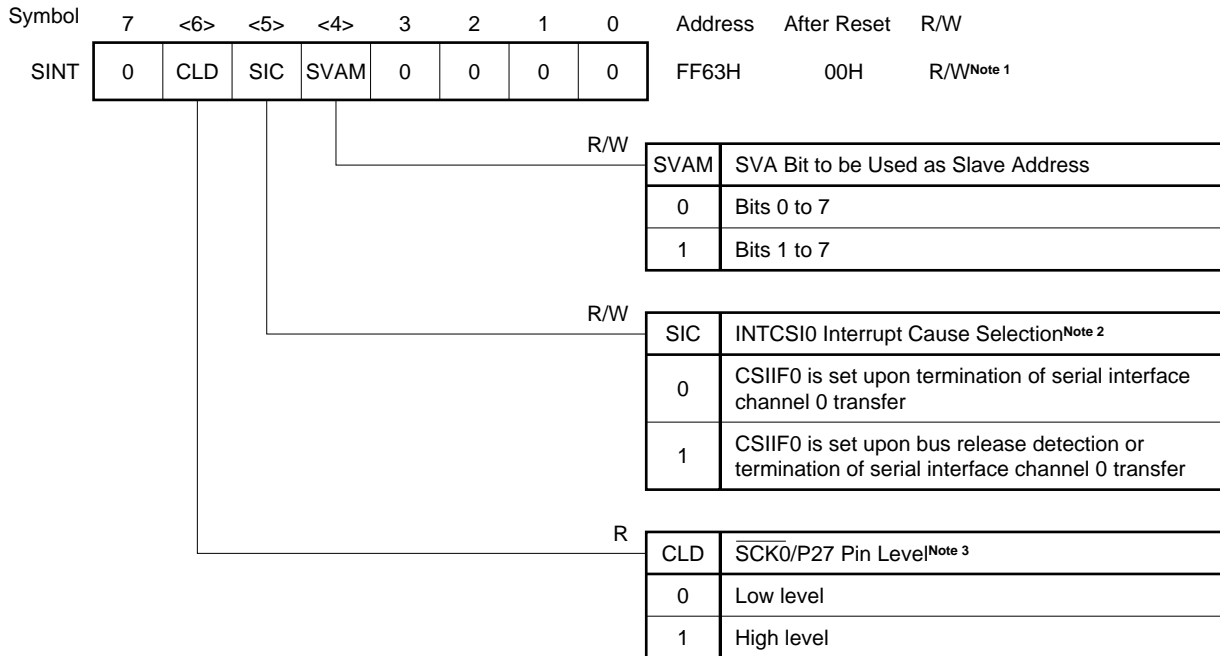 Symbol 7 <6> <5> <4> 3 2 1 0 Address After Reset R/W
SINT 0 CLD SIC SVAM 0 0 0 0 FF63H 00H R/WNote 1
R/W
SVAM SVA Bit to be Used as Slave Address
0 Bits 0 to 7
1 Bits 1 to 7
R/W
SIC INTCSI0 Interrupt Cause SelectionNote 2
0 CSIIF0 is set upon termination of serial interface
channel 0 transfer
1 CSIIF0 is set upon bus release detection or
termination of serial interface channel 0 transfer
R
CLD S̅C̅K̅0̅/P27 Pin LevelNote 3
0 Low level
1 High level